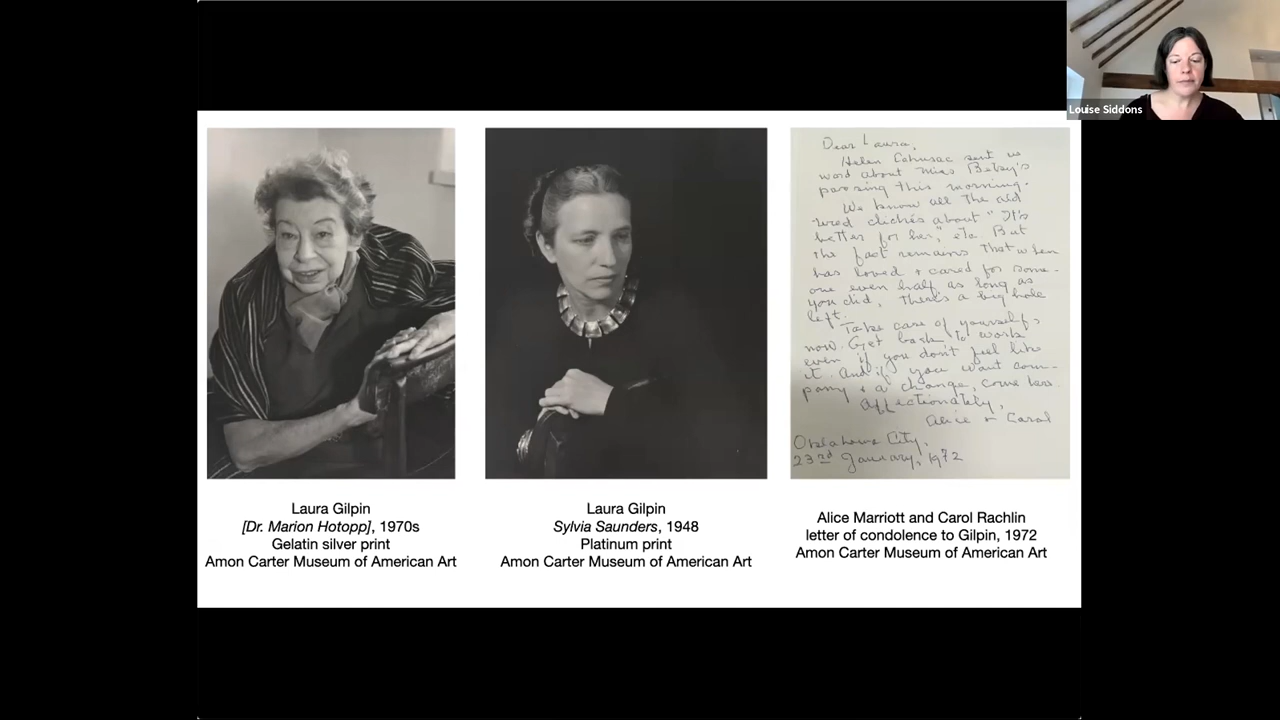 Louise Siddons
Dear Laura,
Helen Cohusac sent us
word about Miss Betsy's
passing this morning.
We know all the old
tired clichés about "It's
better for her," etc. But
the fact remains that when
has loved & cared for some-
one even half as long as
you did, there's a big hole
left.
Take care of yourself
now. Get back to work
even if you don't feel like
it. And if you want com-
pany & a change, come here.
Affectionately,
Alice & Carol
Oklahoma City,
23rd January, 1972
Laura Gilpin
[Dr. Marion Hotopp], 1970s
Gelatin silver print
Amon Carter Museum of American Art
Laura Gilpin
Sylvia Saunders, 1948
Platinum print
Amon Carter Museum of American Art
Alice Marriott and Carol Rachlin
letter of condolence to Gilpin, 1972
Amon Carter Museum of American Art